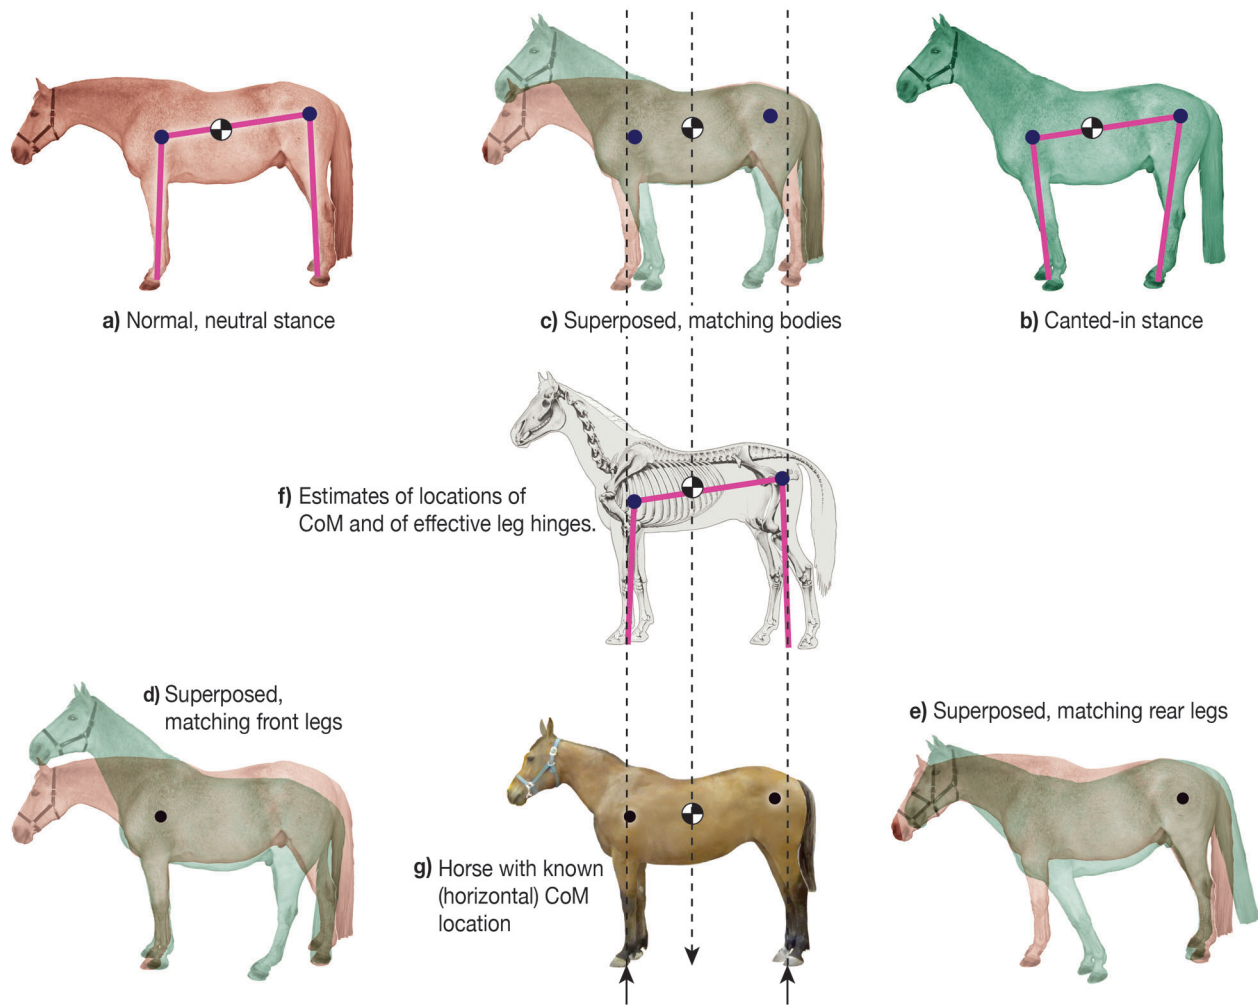 a) Normal, neutral stance
c) Superposed, matching bodies
b) Canted-in stance
f) Estimates of locations of
CoM and of effective leg hinges.
d) Superposed,
matching front legs
e) Superposed, matching rear legs
g) Horse with known
(horizontal) CoM
location